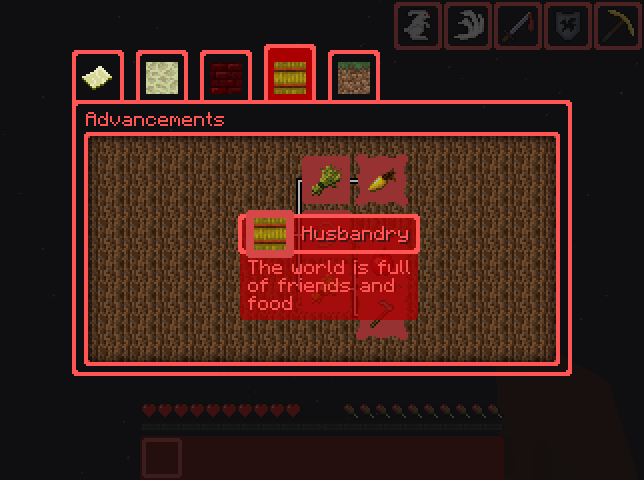 Advancements
Husbandry
The world is full
of friends and
food